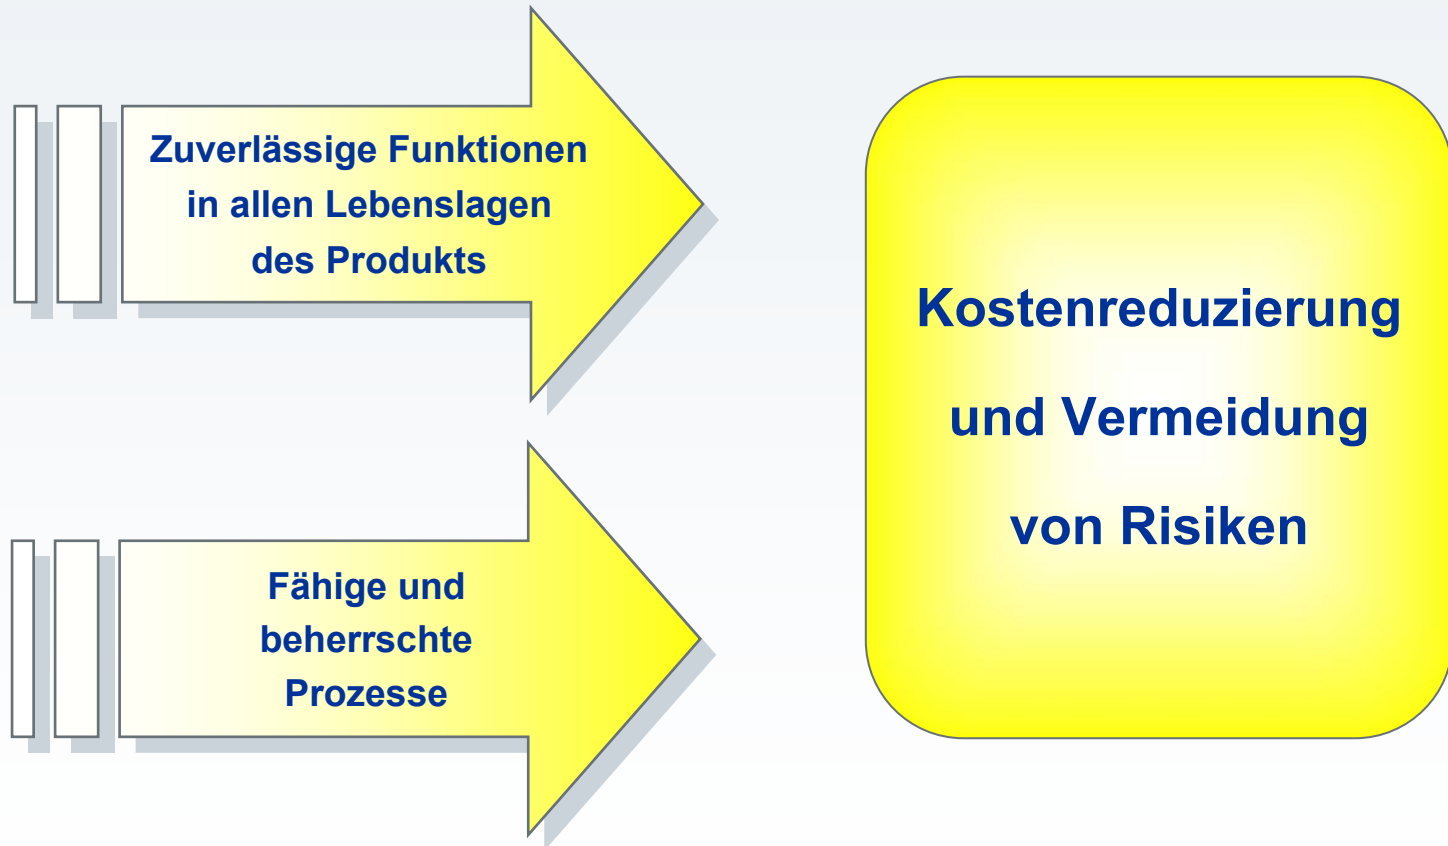 Zuverlässige Funktionen
in allen Lebenslagen
des Produkts
Fähige und
beherrschte
Prozesse
Kostenreduzierung
und Vermeidung
von Risiken